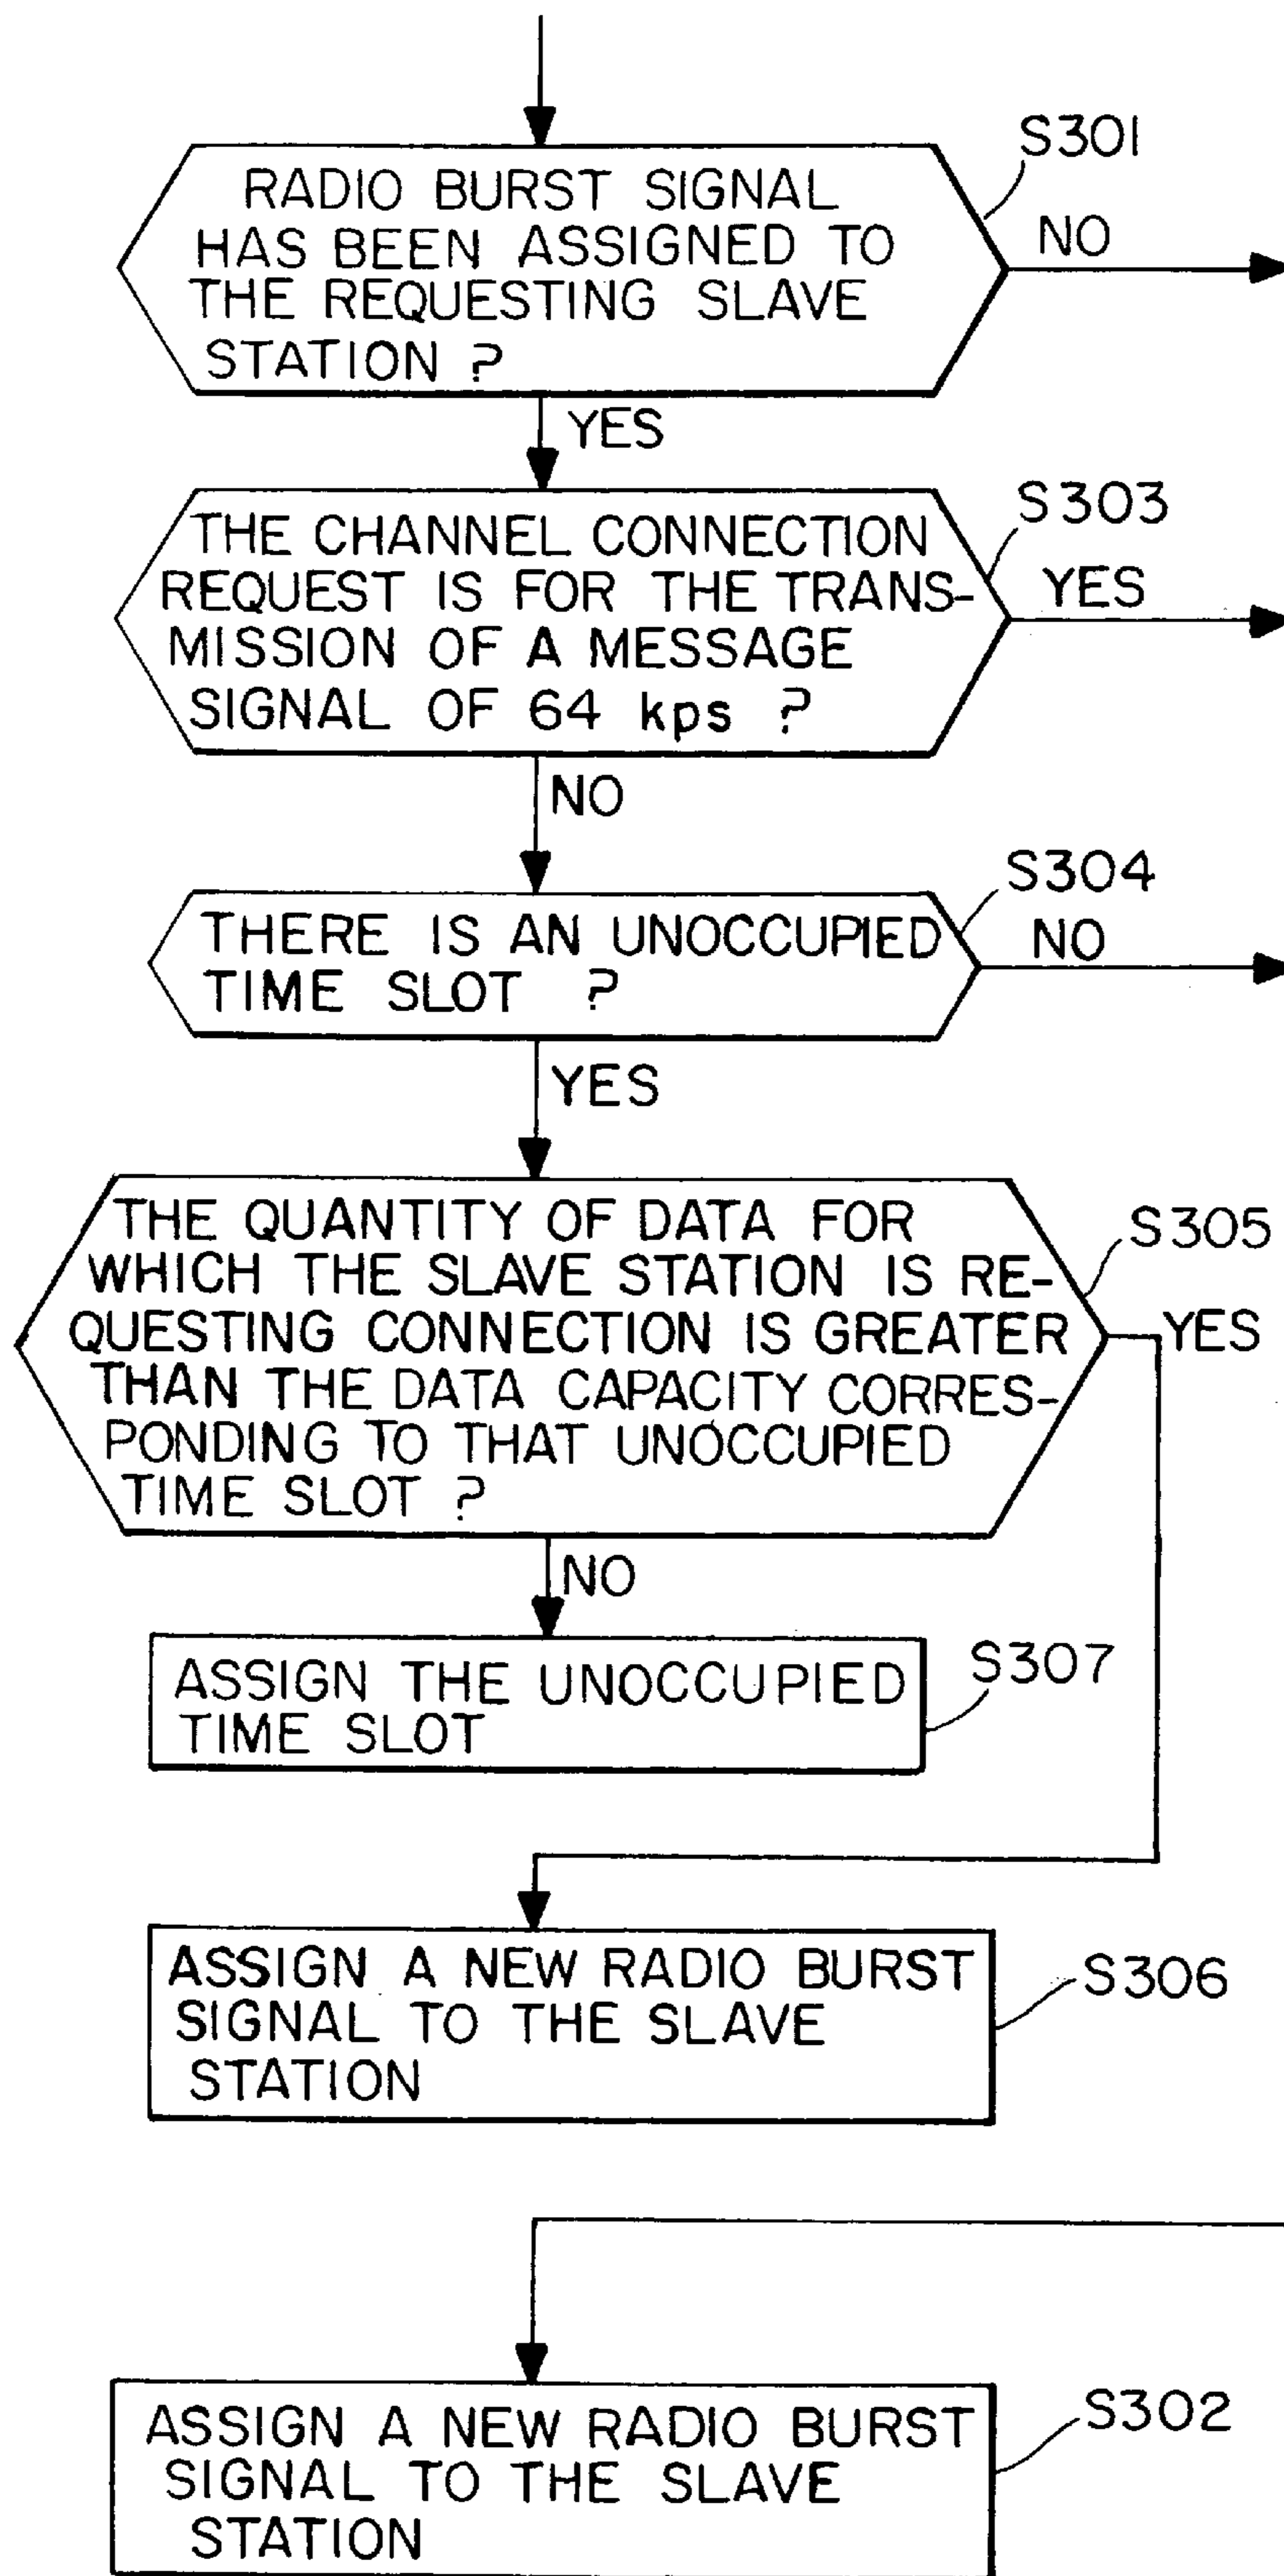 S301
RADIO BURST SIGNAL
HAS BEEN ASSIGNED TO
THE REQUESTING SLAVE
STATION ?
NO
YES
S303
THE CHANNEL CONNECTION
REQUEST IS FOR THE TRANS-
MISSION OF A MESSAGE
SIGNAL OF 64 kps ?
YES
NO
S304
THERE IS AN UNOCCUPIED
TIME SLOT ?
NO
YES
S305
THE QUANTITY OF DATA FOR
WHICH THE SLAVE STATION IS RE-
QUESTING CONNECTION IS GREATER
THAN THE DATA CAPACITY CORRES-
PONDING TO THAT UNOCCUPIED
TIME SLOT ?
YES
NO
S307
ASSIGN THE UNOCCUPIED
TIME SLOT
ASSIGN A NEW RADIO BURST
SIGNAL TO THE SLAVE
STATION
S306
ASSIGN A NEW RADIO BURST
SIGNAL TO THE SLAVE
STATION
S302